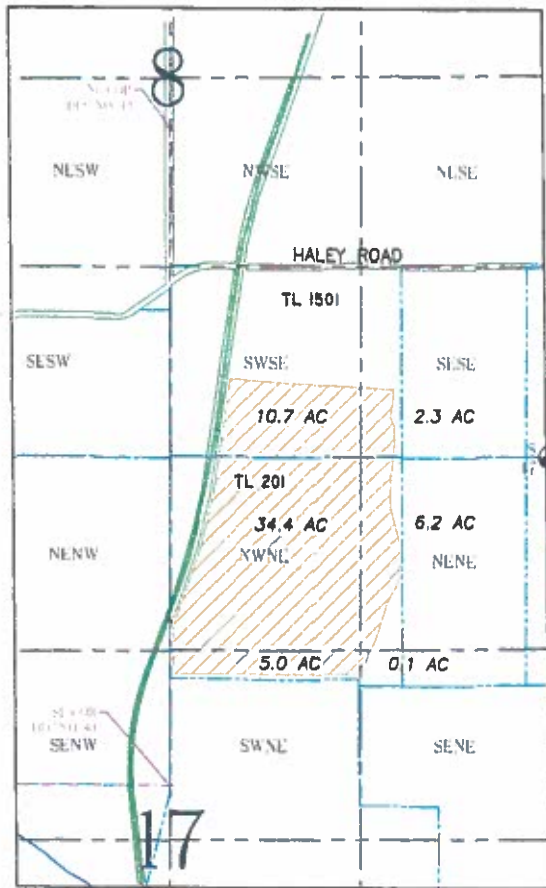 8
NESW
NWSE
NESE
HALEY ROAD
TL 1501
SESW
SWSE
SESE
10.7 AC
2.3 AC
TL 201
34.4 AC
6.2 AC
NENW
NWNE
NENE
5.0 AC
0.1 AC
SENW
SWNE
SENE
17